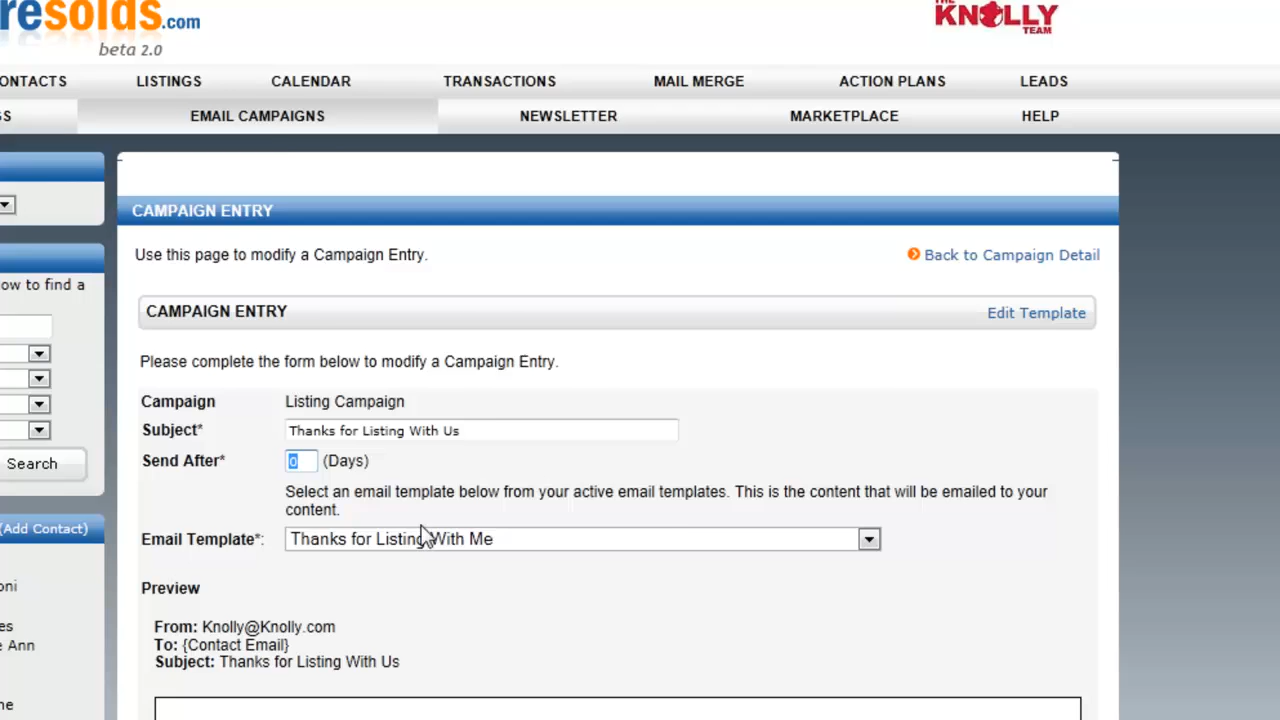 resolds.com
beta 2.0
THE
KNOLLY
TEAM
ONTACTS LISTINGS CALENDAR TRANSACTIONS MAIL MERGE ACTION PLANS LEADS
GS EMAIL CAMPAIGNS NEWSLETTER MARKETPLACE HELP
CAMPAIGN ENTRY
Use this page to modify a Campaign Entry.
Back to Campaign Detail
ow to find a
CAMPAIGN ENTRY
Edit Template
Please complete the form below to modify a Campaign Entry.
Campaign Listing Campaign
Subject* Thanks for Listing With Us
Send After* 0 (Days)
Search
Select an email template below from your active email templates. This is the content that will be emailed to your
content.
(Add Contact)
Email Template*: Thanks for Listing With Me
oni
Preview
es
From: Knolly@Knolly.com
e Ann
To: {Contact Email}
Subject: Thanks for Listing With Us
ne